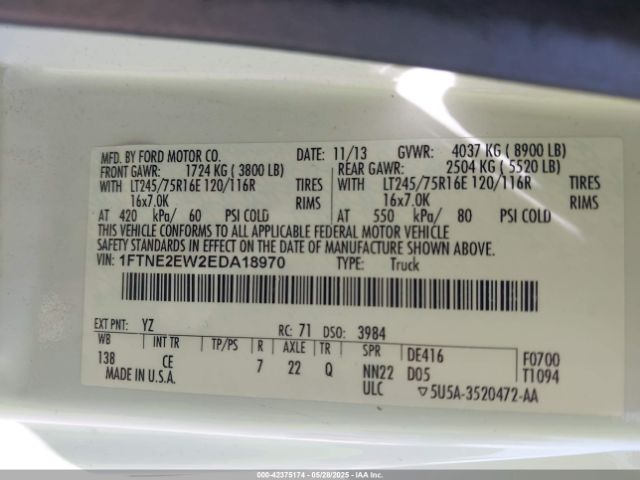 MFD. BY FORD MOTOR CO. DATE: 11/13 GVWR: 4037 KG ( 8900 LB)
FRONT GAWR: 1724 KG ( 3800 LB) REAR GAWR: 2504 KG ( 5520 LB)
WITH LT245/75R16E 120/116R TIRES WITH LT245/75R16E 120/116R TIRES
16x7.0K RIMS 16x7.0K RIMS
AT 420 kPa/ 60 PSI COLD AT 550 kPa/ 80 PSI COLD
THIS VEHICLE CONFORMS TO ALL APPLICABLE FEDERAL MOTOR VEHICLE
SAFETY STANDARDS IN EFFECT ON THE DATE OF MANUFACTURE SHOWN ABOVE.
VIN: 1FTNE2EW2EDA18970 TYPE: Truck
EXT PNT: YZ RC: 71 DSO: 3984
WB INT TR TP/PS R AXLE TR SPR DE416 F0700
138 CE 7 22 Q NN22 D05 T1094
MADE IN U.S.A. ULC ▽5U5A-3520472-AA
000-42375174 | 05/28/2025 | IAAI, Inc.